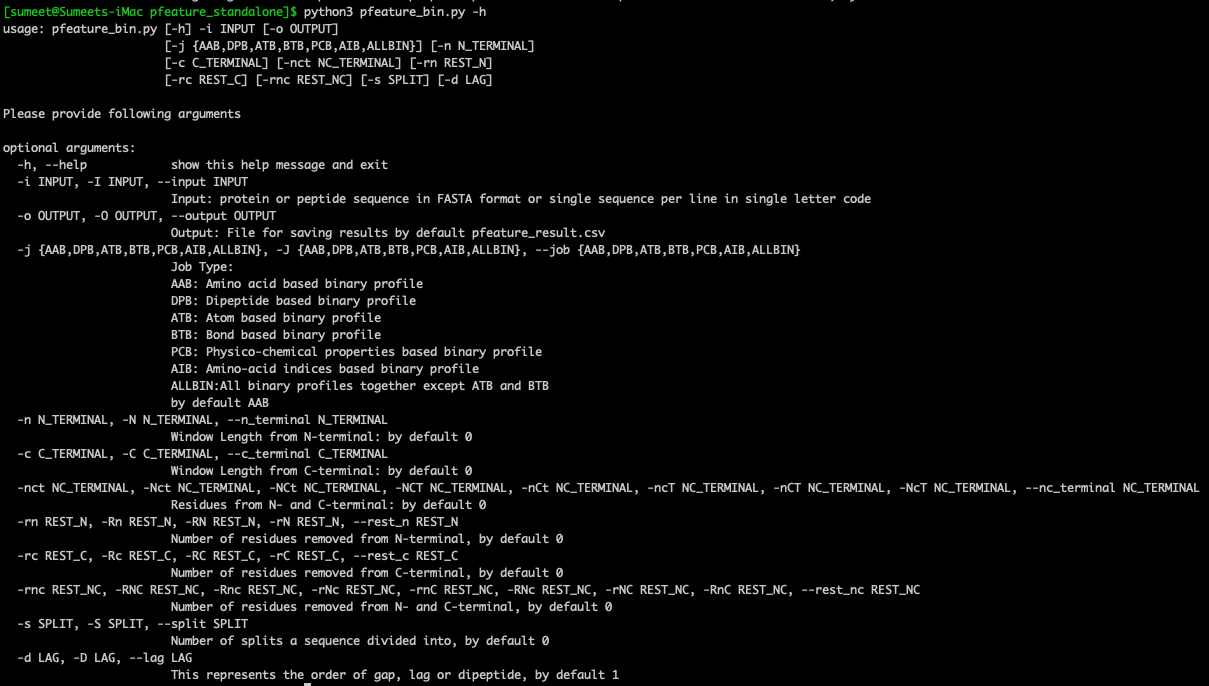 [sumeet@Sumeets-iMac pfeature_standalone]$ python3 pfeature_bin.py -h
usage: pfeature_bin.py [-h] -i INPUT [-o OUTPUT]
                       [-j {AAB,DPB,ATB,BTB,PCB,AIB,ALLBIN}] [-n N_TERMINAL]
                       [-c C_TERMINAL] [-nct NC_TERMINAL] [-rn REST_N]
                       [-rc REST_C] [-rnc REST_NC] [-s SPLIT] [-d LAG]

Please provide following arguments

optional arguments:
  -h, --help            show this help message and exit
  -i INPUT, -I INPUT, --input INPUT
                        Input: protein or peptide sequence in FASTA format or single sequence per line in single letter code
  -o OUTPUT, -O OUTPUT, --output OUTPUT
                        Output: File for saving results by default pfeature_result.csv
  -j {AAB,DPB,ATB,BTB,PCB,AIB,ALLBIN}, -J {AAB,DPB,ATB,BTB,PCB,AIB,ALLBIN}, --job {AAB,DPB,ATB,BTB,PCB,AIB,ALLBIN}
                        Job Type:
                        AAB: Amino acid based binary profile
                        DPB: Dipeptide based binary profile
                        ATB: Atom based binary profile
                        BTB: Bond based binary profile
                        PCB: Physico-chemical properties based binary profile
                        AIB: Amino-acid indices based binary profile
                        ALLBIN:All binary profiles together except ATB and BTB
                        by default AAB
  -n N_TERMINAL, -N N_TERMINAL, --n_terminal N_TERMINAL
                        Window Length from N-terminal: by default 0
  -c C_TERMINAL, -C C_TERMINAL, --c_terminal C_TERMINAL
                        Window Length from C-terminal: by default 0
  -nct NC_TERMINAL, -Nct NC_TERMINAL, -NCt NC_TERMINAL, -NCT NC_TERMINAL, -nCt NC_TERMINAL, -ncT NC_TERMINAL, -nCT NC_TERMINAL, -NcT NC_TERMINAL, --nc_terminal NC_TERMINAL
                        Residues from N- and C-terminal: by default 0
  -rn REST_N, -Rn REST_N, -RN REST_N, -rN REST_N, --rest_n REST_N
                        Number of residues removed from N-terminal, by default 0
  -rc REST_C, -Rc REST_C, -RC REST_C, -rC REST_C, --rest_c REST_C
                        Number of residues removed from C-terminal, by default 0
  -rnc REST_NC, -RNC REST_NC, -Rnc REST_NC, -rNc REST_NC, -rnC REST_NC, -RNc REST_NC, -rNC REST_NC, -RnC REST_NC, --rest_nc REST_NC
                        Number of residues removed from N- and C-terminal, by default 0
  -s SPLIT, -S SPLIT, --split SPLIT
                        Number of splits a sequence divided into, by default 0
  -d LAG, -D LAG, --lag LAG
                        This represents the order of gap, lag or dipeptide, by default 1